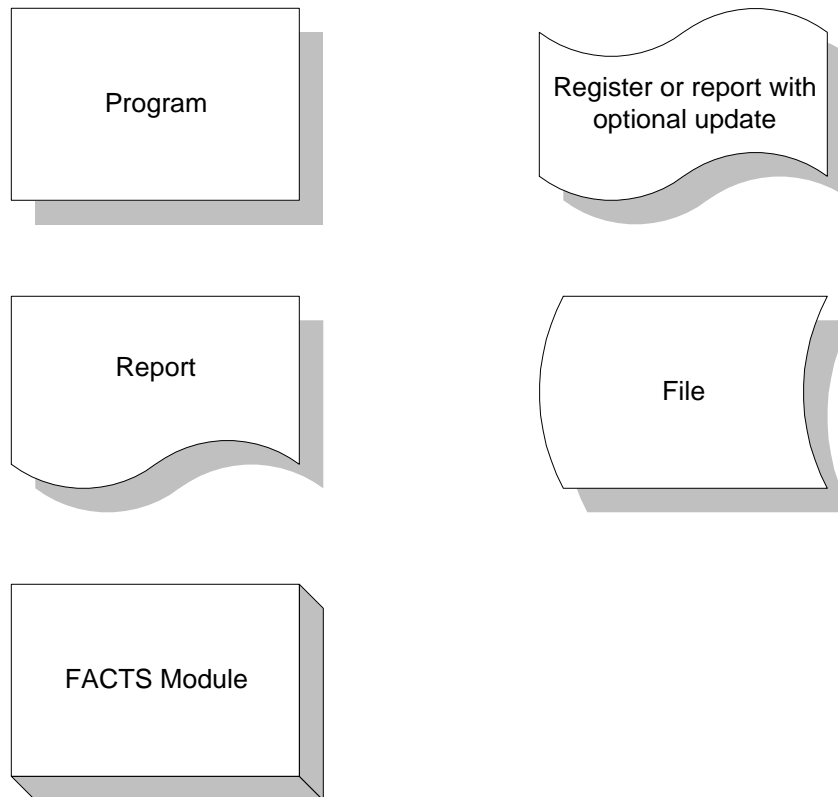 Program
Register or report with
optional update
Report
File
FACTS Module